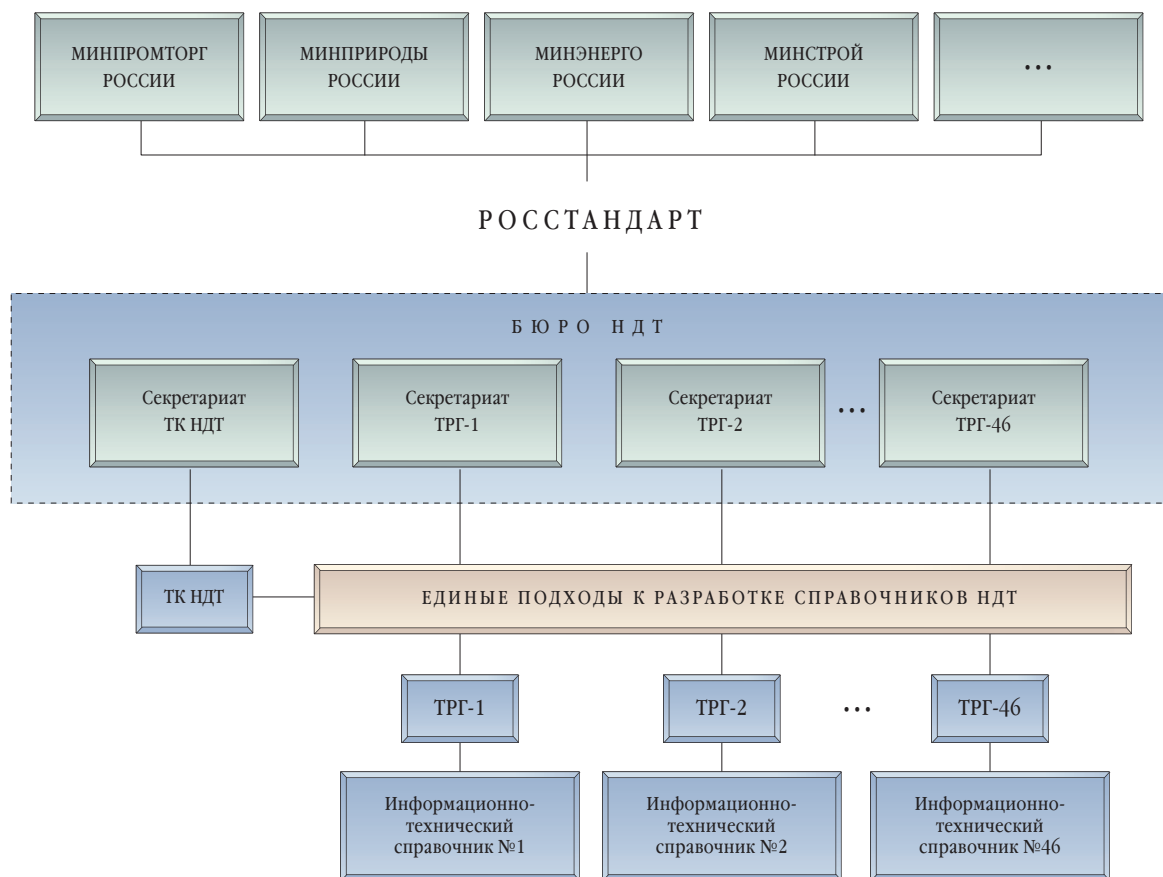 МИНПРОМТОРГ
РОССИИ
МИНПРИРОДЫ
РОССИИ
МИНЭНЕРГО
РОССИИ
МИНСТРОЙ
РОССИИ
...
РОССТАНДАРТ
БЮРО НДТ
Секретариат
ТК НДТ
Секретариат
ТРГ-1
Секретариат
ТРГ-2
...
Секретариат
ТРГ-46
ТК НДТ
ЕДИНЫЕ ПОДХОДЫ К РАЗРАБОТКЕ СПРАВОЧНИКОВ НДТ
ТРГ-1
ТРГ-2
...
ТРГ-46
Информационно-
технический
справочник №1
Информационно-
технический
справочник №2
Информационно-
технический
справочник №46